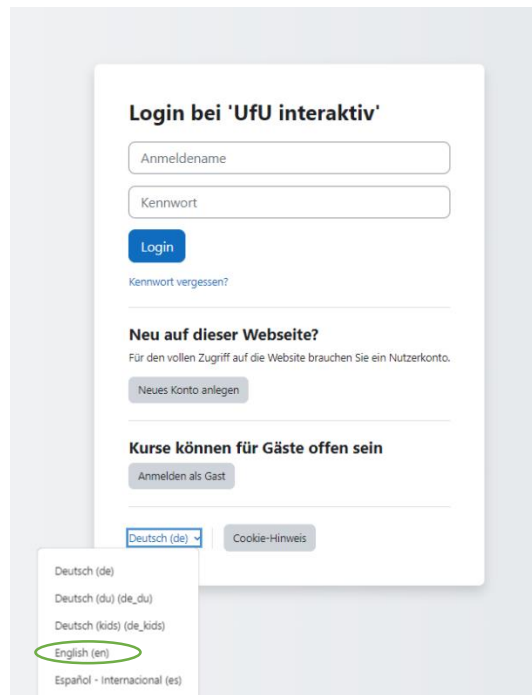 Login bei 'UfU interaktiv'
Anmeldename
Kennwort
Login
Kennwort vergessen?
Neu auf dieser Webseite?
Für den vollen Zugriff auf die Website brauchen Sie ein Nutzerkonto.
Neues Konto anlegen
Kurse können für Gäste offen sein
Anmelden als Gast
Deutsch (de)
Cookie-Hinweis
Deutsch (de)
Deutsch (du) (de_du)
Deutsch (kids) (de_kids)
English (en)
Español - Internacional (es)